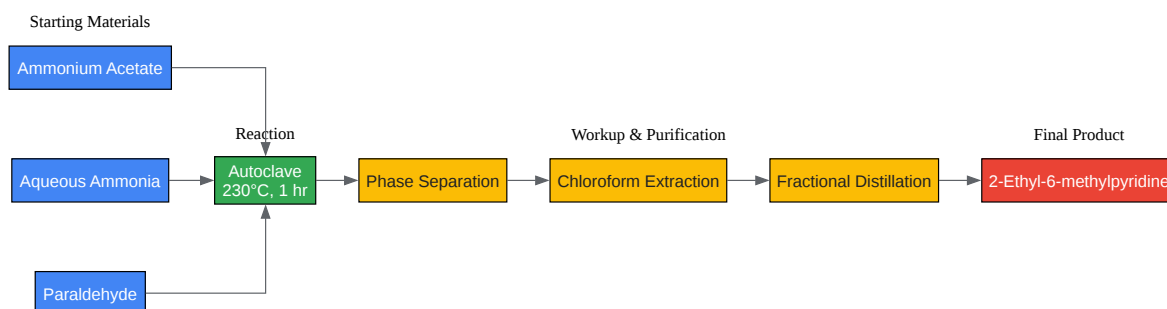 Starting Materials
Ammonium Acetate
Reaction
Workup & Purification
Final Product
Aqueous Ammonia
Autoclave
230°C, 1 hr
Phase Separation
Chloroform Extraction
Fractional Distillation
2-Ethyl-6-methylpyridine
Paraldehyde